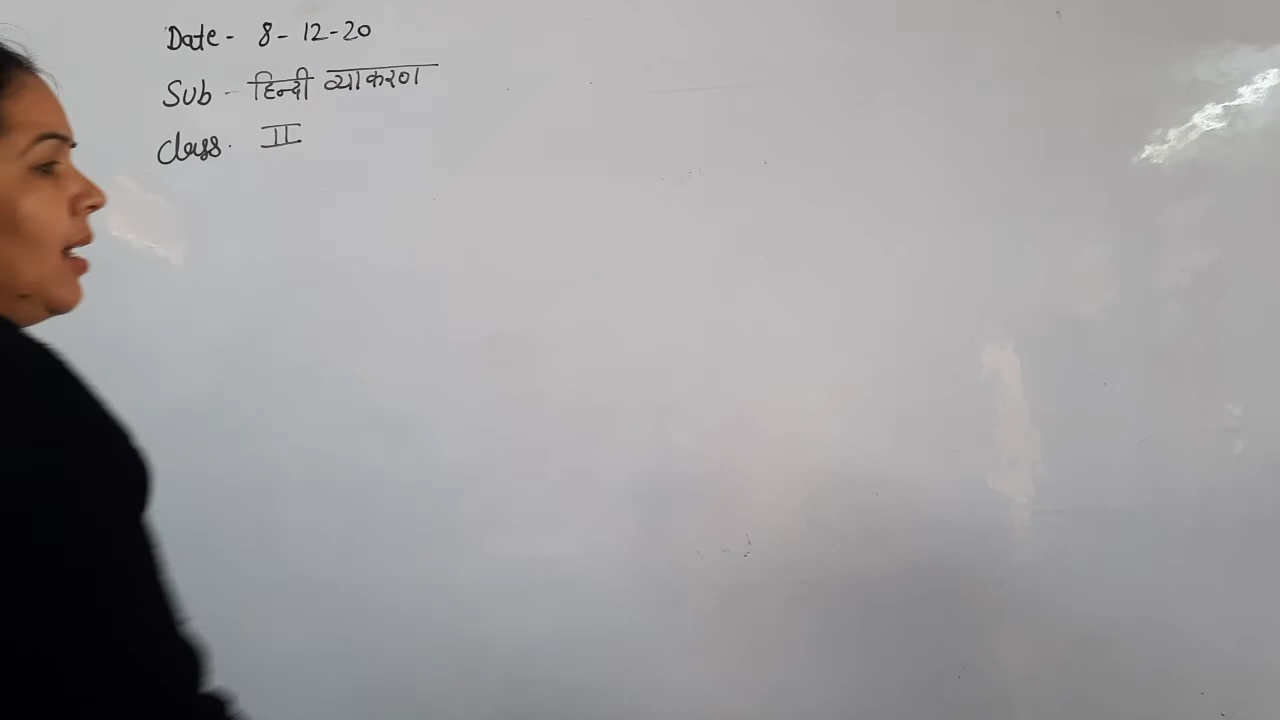 Date - 8-12-20
Sub - हिन्दी व्याकरण
Class. II